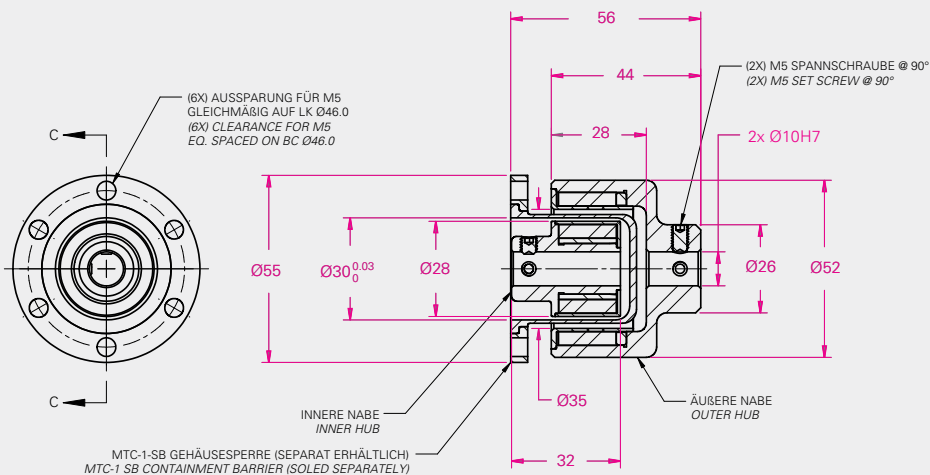 56
44
28
(2X) M5 SPANNSCHRAUBE @ 90°
(2X) M5 SET SCREW @ 90°
2x Ø10H7
(6X) AUSSPARUNG FÜR M5
GLEICHMÄßIG AUF LK Ø46.0
(6X) CLEARANCE FOR M5
EQ. SPACED ON BC Ø46.0
C
C
Ø55
Ø30 0.03
0
Ø28
Ø26
Ø52
Ø35
32
INNERE NABE
INNER HUB
ÄUßERE NABE
OUTER HUB
MTC-1-SB GEHÄUSESPERRE (SEPARAT ERHÄLTLICH)
MTC-1 SB CONTAINMENT BARRIER (SOLED SEPARATELY)